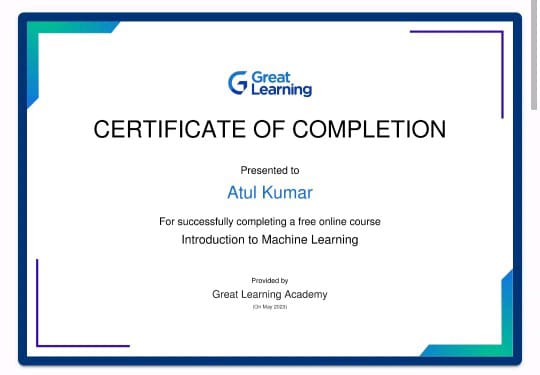 Great
Learning
CERTIFICATE OF COMPLETION
Presented to
Atul Kumar
For successfully completing a free online course
Introduction to Machine Learning
Provided by
Great Learning Academy
(On May 2023)